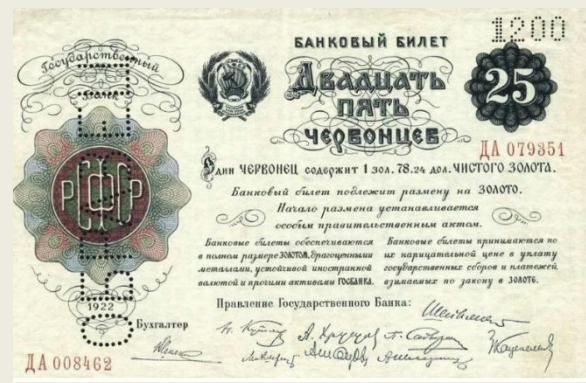 1200
Государственный
Банк
БАНКОВЫЙ БИЛЕТ
Двадцать
пять
червонцев
25
ДА 079351
Один ЧЕРВОНЕЦ содержит 1 зол. 78.24 дол. ЧИСТОГО ЗОЛОТА.
Банковый билет подлежит размену на ЗОЛОТО.
Начало размена устанавливается
особым правительственным актом.
Банковые билеты обеспечиваются
в полном размере ЗОЛОТОМ, драгоценными
металами, устойчивой иностранной
валютой и прочими активами ГОСБАНКА.
Банковые билеты принимаются по
их нарицательной цене в уплату
государственных сборов и платежей
взимаемых по закону в ЗОЛОТЕ.
РСФСР
1922
Правление Государственного Банка:
Бухгалтер
ДА 008462